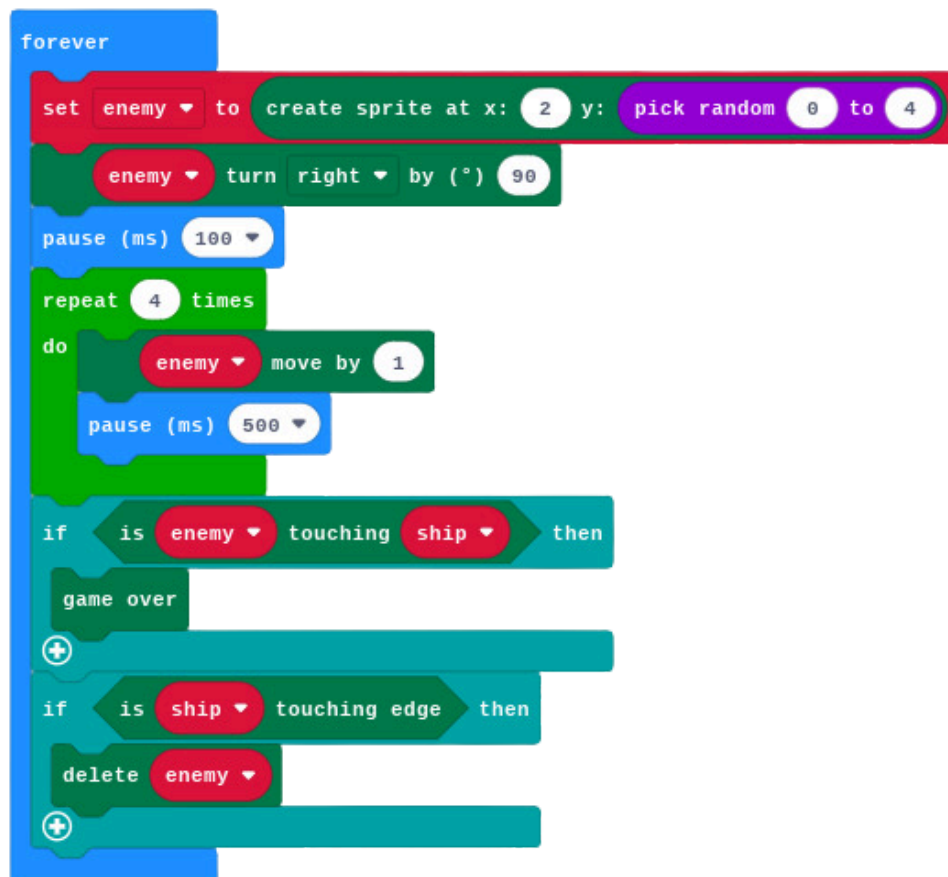 forever
set enemy to create sprite at x: 2 y: pick random 0 to 4
enemy turn right by (°) 90
pause (ms) 100
repeat 4 times
do
enemy move by 1
pause (ms) 500
if is enemy touching ship then
game over
if is ship touching edge then
delete enemy